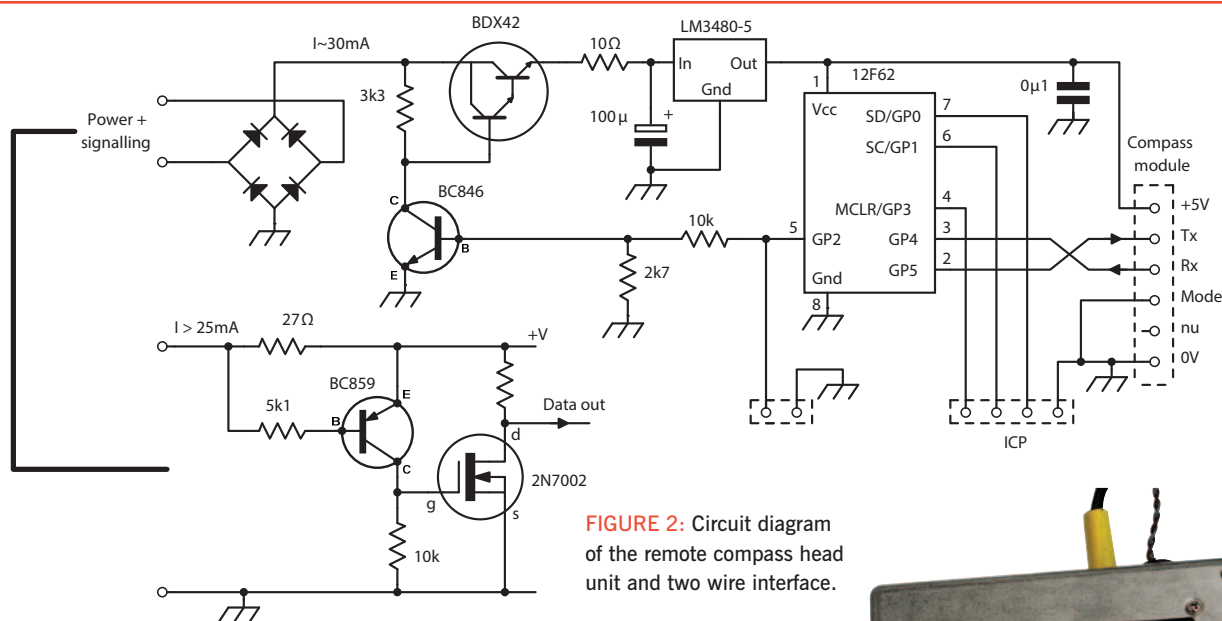 BDX42
LM3480-5
I~30mA
10Ω
In
Out
Gnd
1
12F62
Vcc
3k3
100µ
+
0µ1
SD/GP0
7
SC/GP1
6
MCLR/GP3
4
GP4
3
GP5
2
5
GP2
Gnd
8
Power +
signalling
Compass
module
+5V
Tx
Rx
Mode
nu
0V
C
BC846
B
E
10k
2k7
I > 25mA
27Ω
+V
BC859
E
5k1
B
C
Data out
d
2N7002
g
s
10k
ICP
FIGURE 2: Circuit diagram
of the remote compass head
unit and two wire interface.